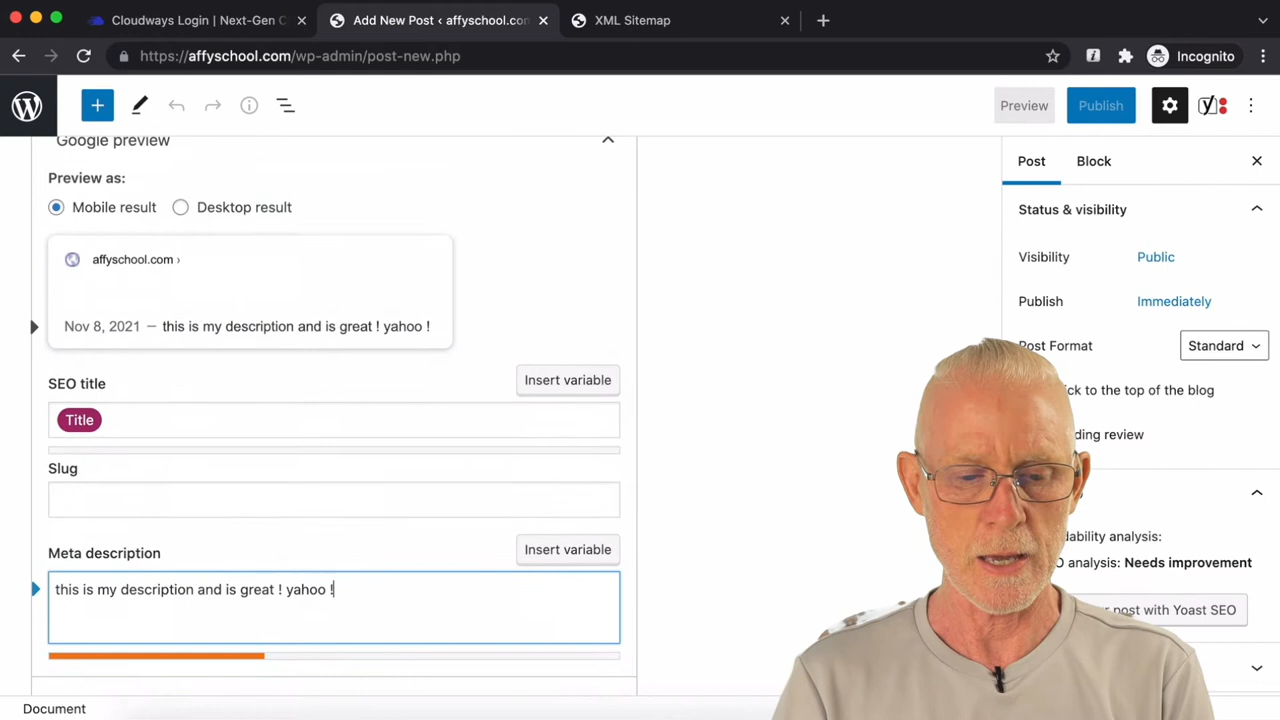 Cloudways Login | Next-Gen C
Add New Post ‹ affyschool.com
XML Sitemap
https://affyschool.com/wp-admin/post-new.php
Incognito
Preview
Publish
Google preview
Preview as:
Mobile result
Desktop result
affyschool.com ›
Nov 8, 2021 — this is my description and is great ! yahoo !
SEO title
Insert variable
Title
Slug
Meta description
Insert variable
this is my description and is great ! yahoo !
Document
Post
Block
Status & visibility
Visibility
Public
Publish
Immediately
Post Format
Standard
ick to the top of the blog
ding review
dability analysis:
O analysis: Needs improvement
r post with Yoast SEO